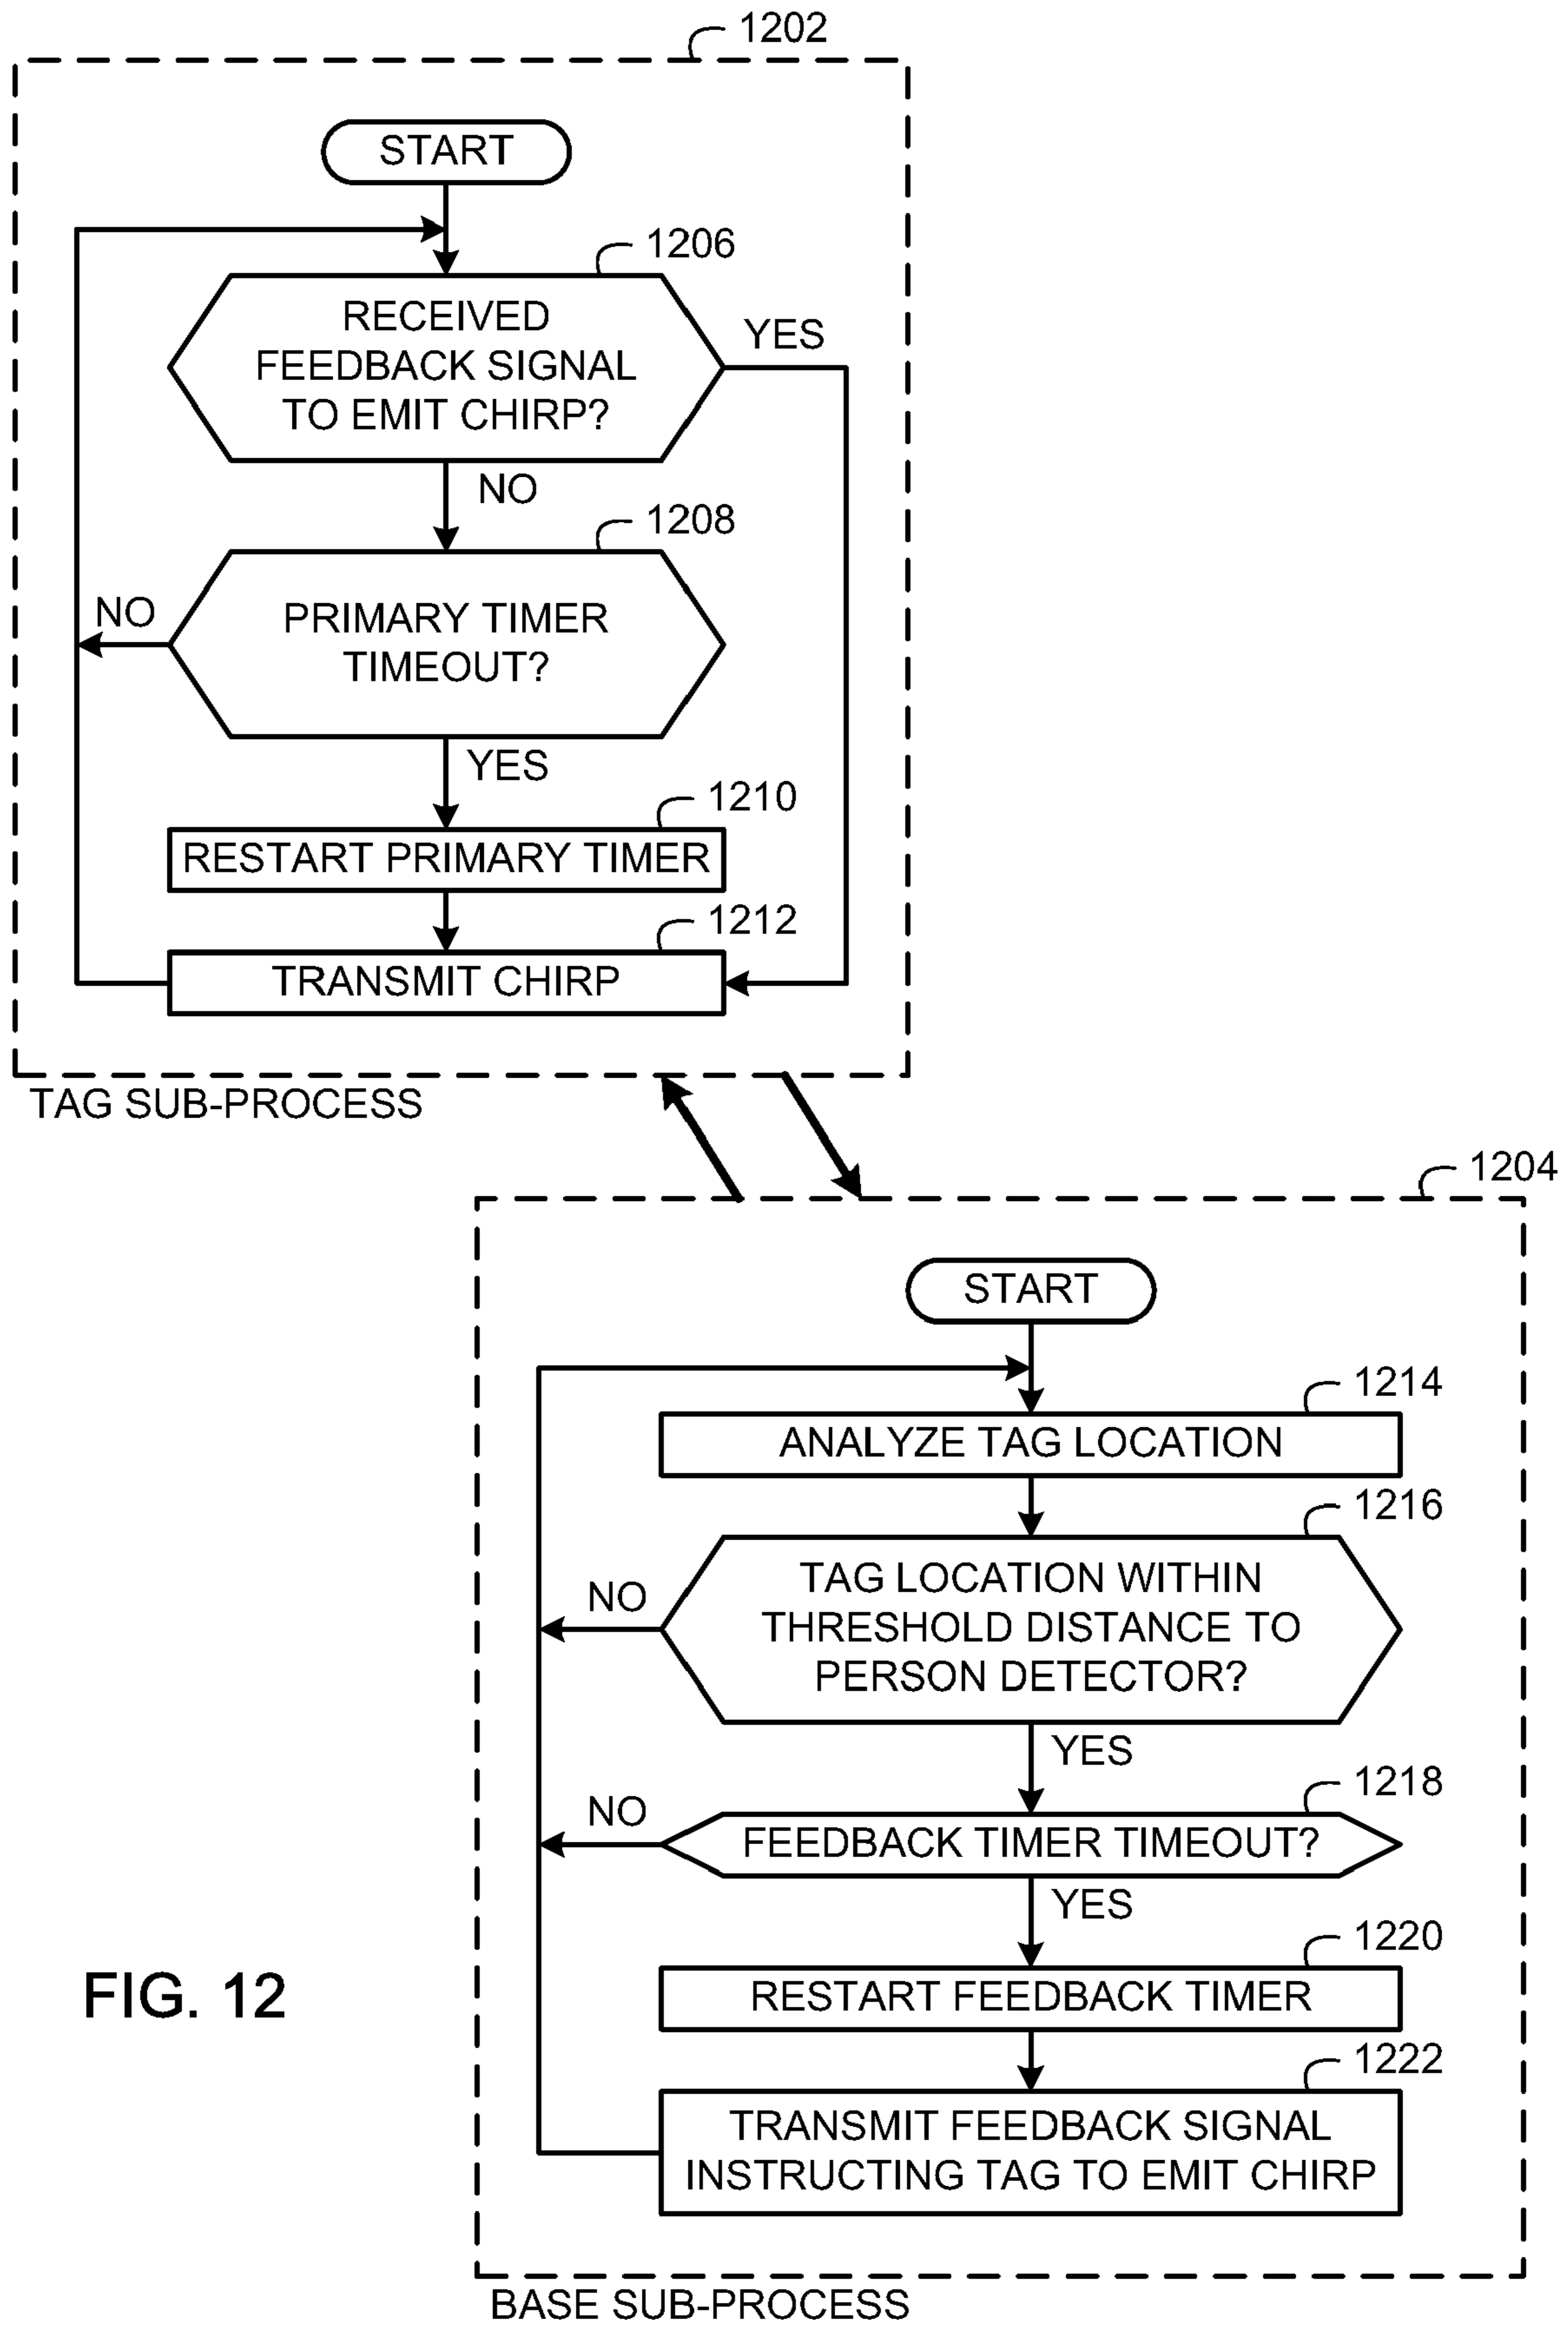 1202
START
1206
RECEIVED
FEEDBACK SIGNAL
TO EMIT CHIRP?
YES
NO
1208
NO
PRIMARY TIMER
TIMEOUT?
YES
1210
RESTART PRIMARY TIMER
1212
TRANSMIT CHIRP
TAG SUB-PROCESS
1204
START
1214
ANALYZE TAG LOCATION
1216
TAG LOCATION WITHIN
THRESHOLD DISTANCE TO
PERSON DETECTOR?
NO
YES
1218
NO
FEEDBACK TIMER TIMEOUT?
YES
1220
RESTART FEEDBACK TIMER
1222
TRANSMIT FEEDBACK SIGNAL
INSTRUCTING TAG TO EMIT CHIRP
BASE SUB-PROCESS
FIG. 12